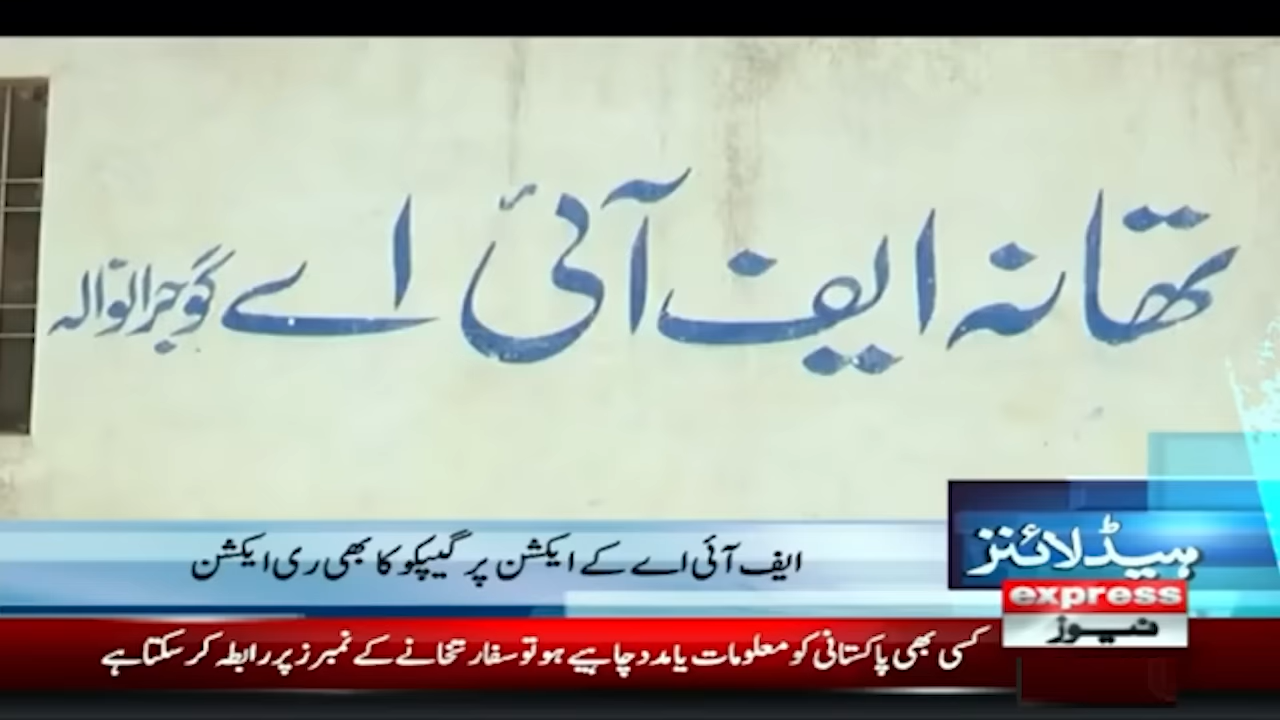 تھانہ ایف آئی اے گوجرانوالہ
ہیڈلائنز
ایف آئی اے کے ایکشن پر گیپکو کا بھی ری ایکشن
express
نیوز
کسی بھی پاکستانی کو معلومات یا مدد چاہیے ہو تو سفارتخانے کے نمبرز پر رابطہ کر سکتا ہے